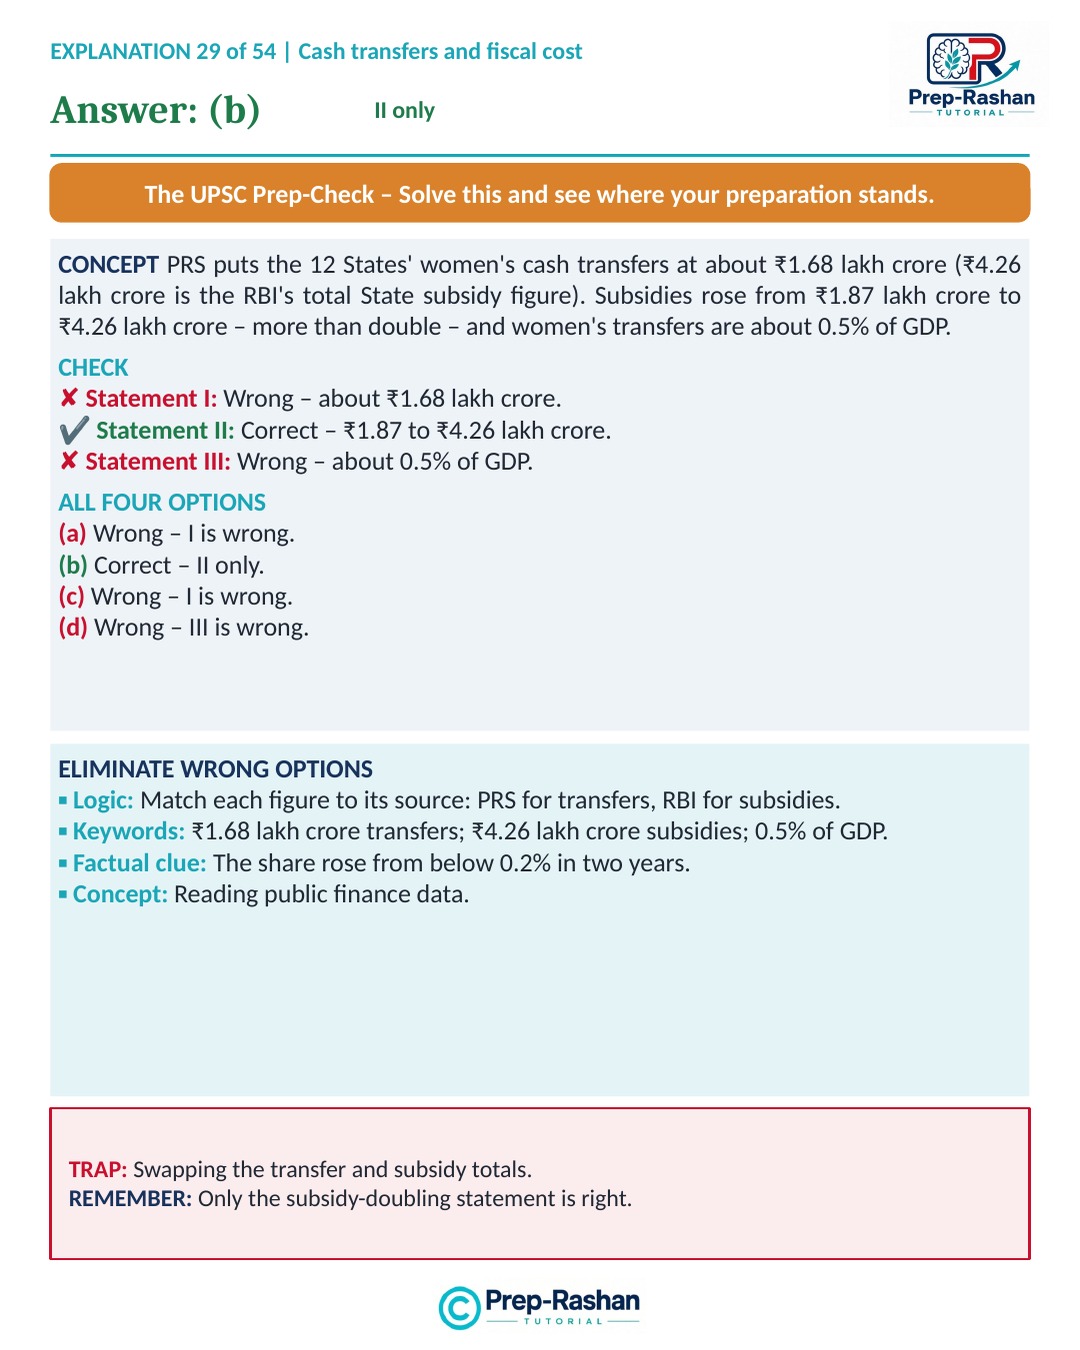 EXPLANATION 29 of 54 | Cash transfers and fiscal cost
Prep-Rashan
TUTORIAL
Answer: (b) II only
The UPSC Prep-Check – Solve this and see where your preparation stands.
CONCEPT PRS puts the 12 States' women's cash transfers at about ₹1.68 lakh crore (₹4.26
lakh crore is the RBI's total State subsidy figure). Subsidies rose from ₹1.87 lakh crore to
₹4.26 lakh crore – more than double – and women's transfers are about 0.5% of GDP.
CHECK
✘ Statement I: Wrong – about ₹1.68 lakh crore.
✔ Statement II: Correct – ₹1.87 to ₹4.26 lakh crore.
✘ Statement III: Wrong – about 0.5% of GDP.
ALL FOUR OPTIONS
(a) Wrong – I is wrong.
(b) Correct – II only.
(c) Wrong – I is wrong.
(d) Wrong – III is wrong.
ELIMINATE WRONG OPTIONS
▪ Logic: Match each figure to its source: PRS for transfers, RBI for subsidies.
▪ Keywords: ₹1.68 lakh crore transfers; ₹4.26 lakh crore subsidies; 0.5% of GDP.
▪ Factual clue: The share rose from below 0.2% in two years.
▪ Concept: Reading public finance data.
TRAP: Swapping the transfer and subsidy totals.
REMEMBER: Only the subsidy-doubling statement is right.
© Prep-Rashan
TUTORIAL